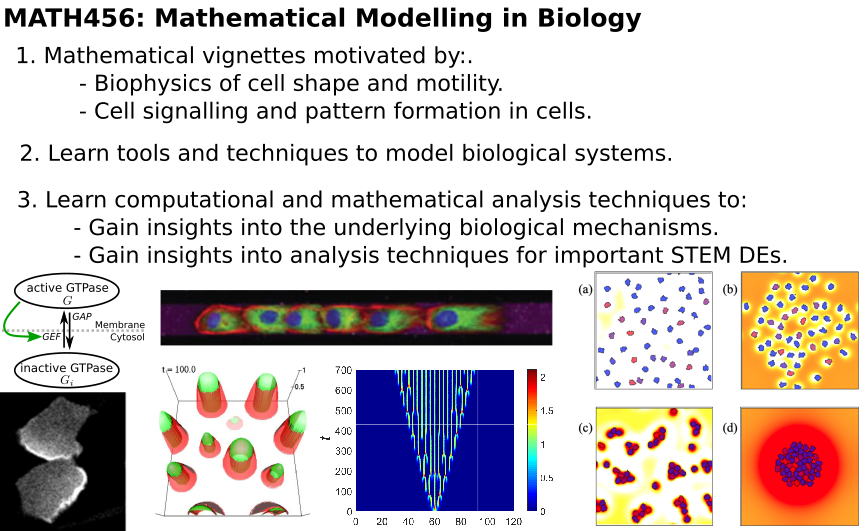 MATH456: Mathematical Modelling in Biology
1. Mathematical vignettes motivated by:.
- Biophysics of cell shape and motility.
- Cell signalling and pattern formation in cells.
2. Learn tools and techniques to model biological systems.
3. Learn computational and mathematical analysis techniques to:
- Gain insights into the underlying biological mechanisms.
- Gain insights into analysis techniques for important STEM DEs.
active GTPase
G
GAP
GEF
Membrane
Cytosol
inactive GTPase
Gi
t = 100.0
1
0.5
700
600
500
400
300
200
100
0
t
0 20 40 60 80 100 120
2
1.5
1
0.5
0
(a)
(b)
(c)
(d)